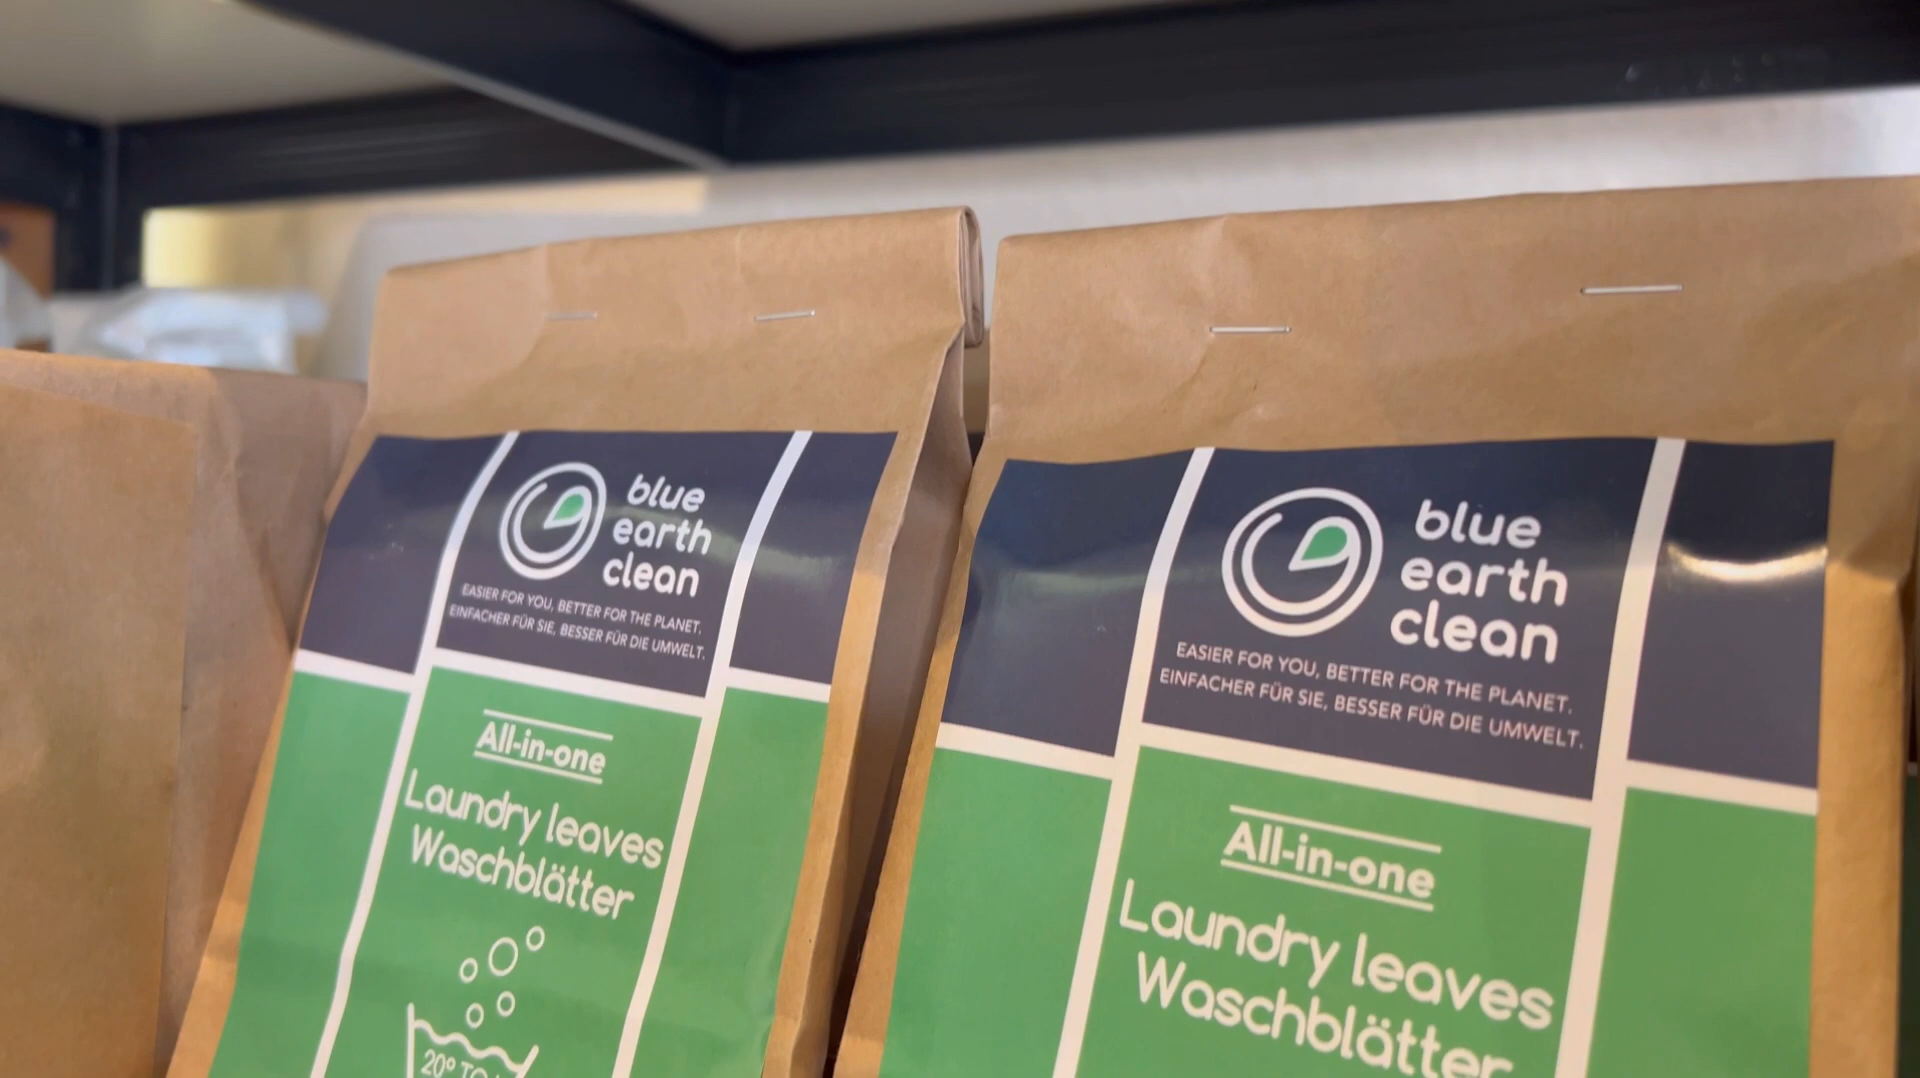 blue
earth
clean
EASIER FOR YOU, BETTER FOR THE PLANET.
EINFACHER FÜR SIE, BESSER FÜR DIE UMWELT.
All-in-one
Laundry leaves
Waschblätter
20° TO
blue
earth
clean
EASIER FOR YOU, BETTER FOR THE PLANET.
EINFACHER FÜR SIE, BESSER FÜR DIE UMWELT.
All-in-one
Laundry leaves
Waschblätter